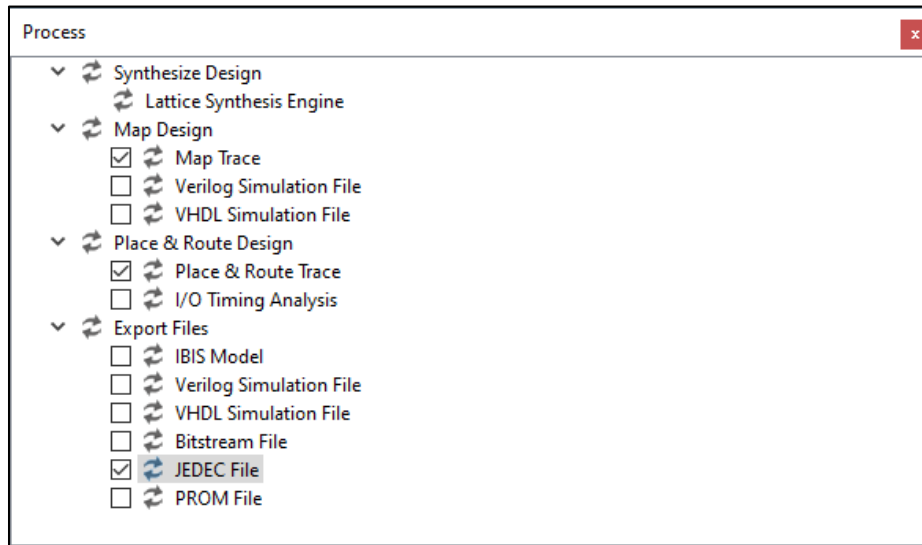 Process
x
Synthesize Design
Lattice Synthesis Engine
Map Design
Map Trace
Verilog Simulation File
VHDL Simulation File
Place & Route Design
Place & Route Trace
I/O Timing Analysis
Export Files
IBIS Model
Verilog Simulation File
VHDL Simulation File
Bitstream File
JEDEC File
PROM File